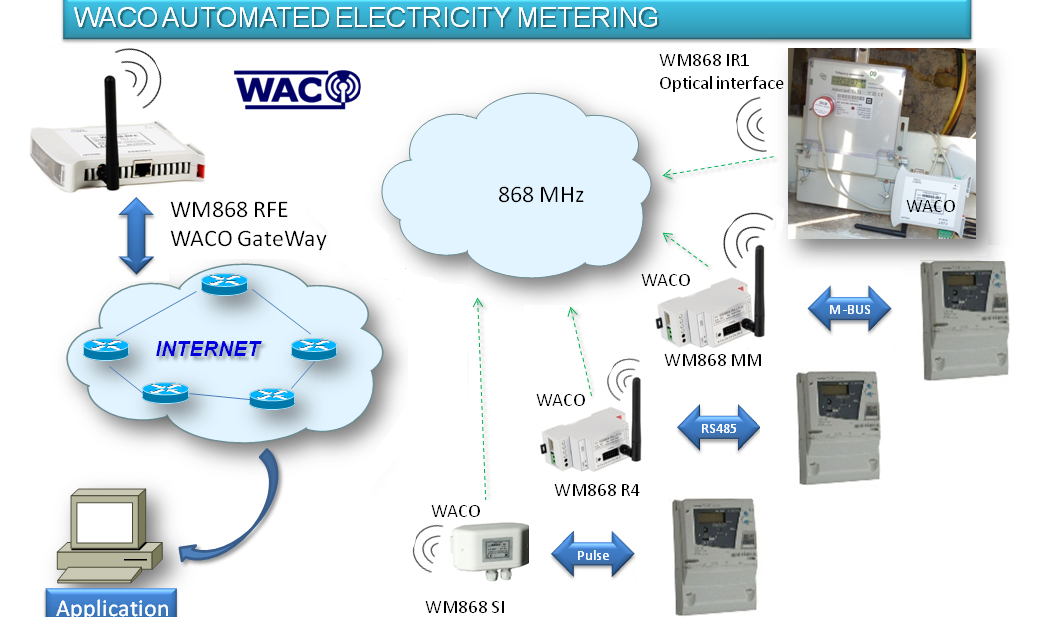 WACO AUTOMATED ELECTRICITY METERING
WACO
WM868 IR1
Optical interface
868 MHz
WACO
WM868 RFE
WACO GateWay
WACO
M-BUS
WM868 MM
INTERNET
WACO
RS485
WM868 R4
WACO
Pulse
WM868 SI
Application